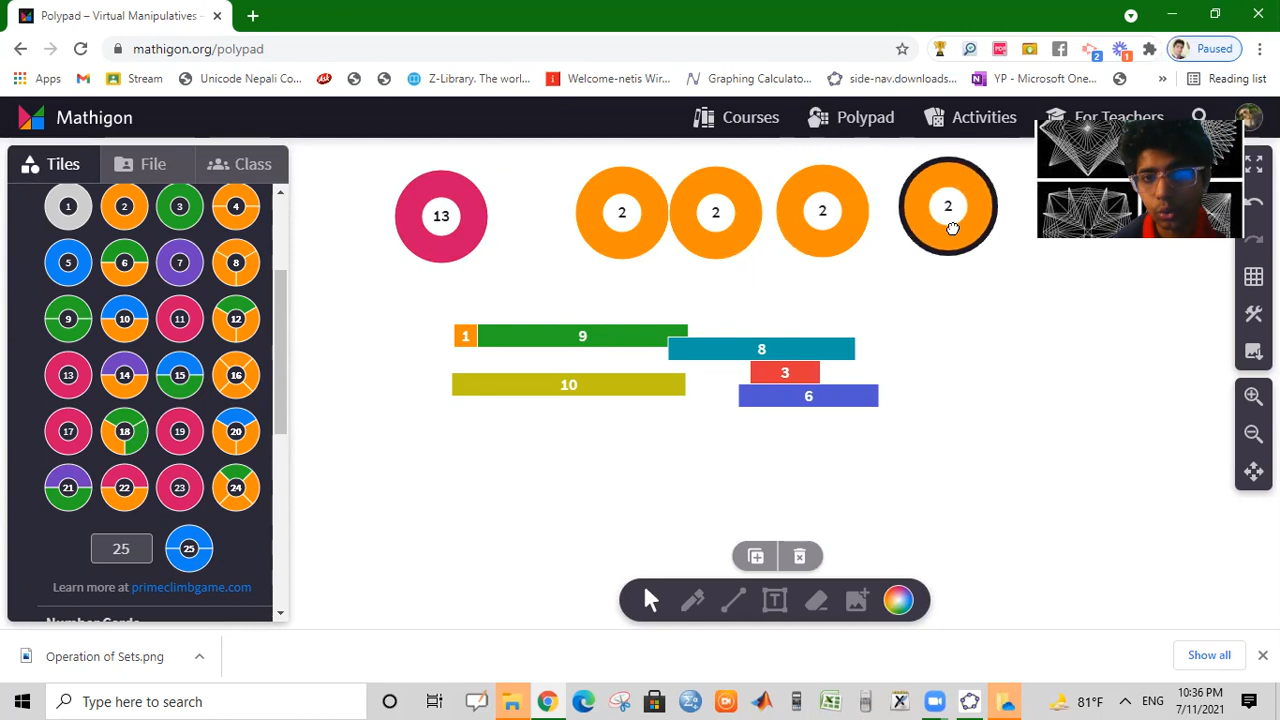 Polypad – Virtual Manipulatives
mathigon.org/polypad
Paused
2
1
Apps
Stream
Unicode Nepali Co...
Z-Library. The worl...
Welcome-netis Wir...
Graphing Calculato...
side-nav.downloads...
YP - Microsoft One...
Reading list
Mathigon
Courses
Polypad
Activities
For Teachers
Tiles
File
Class
1 2 3 4
5 6 7 8
9 10 11 12
13 14 15 16
17 18 19 20
21 22 23 24
25 25
Learn more at primeclimbgame.com
13 2 2 2 2
1 9
8
3
10
6
T
Operation of Sets.png
Show all
Type here to search
81°F
ENG
10:36 PM
7/11/2021